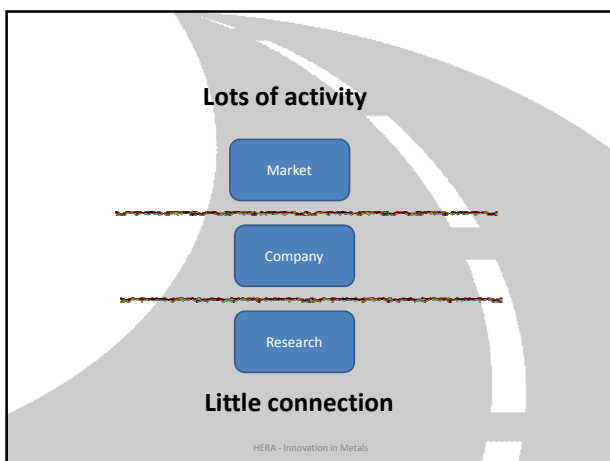 Lots of activity
Market
Company
Research
Little connection
HERA - Innovation in Metals